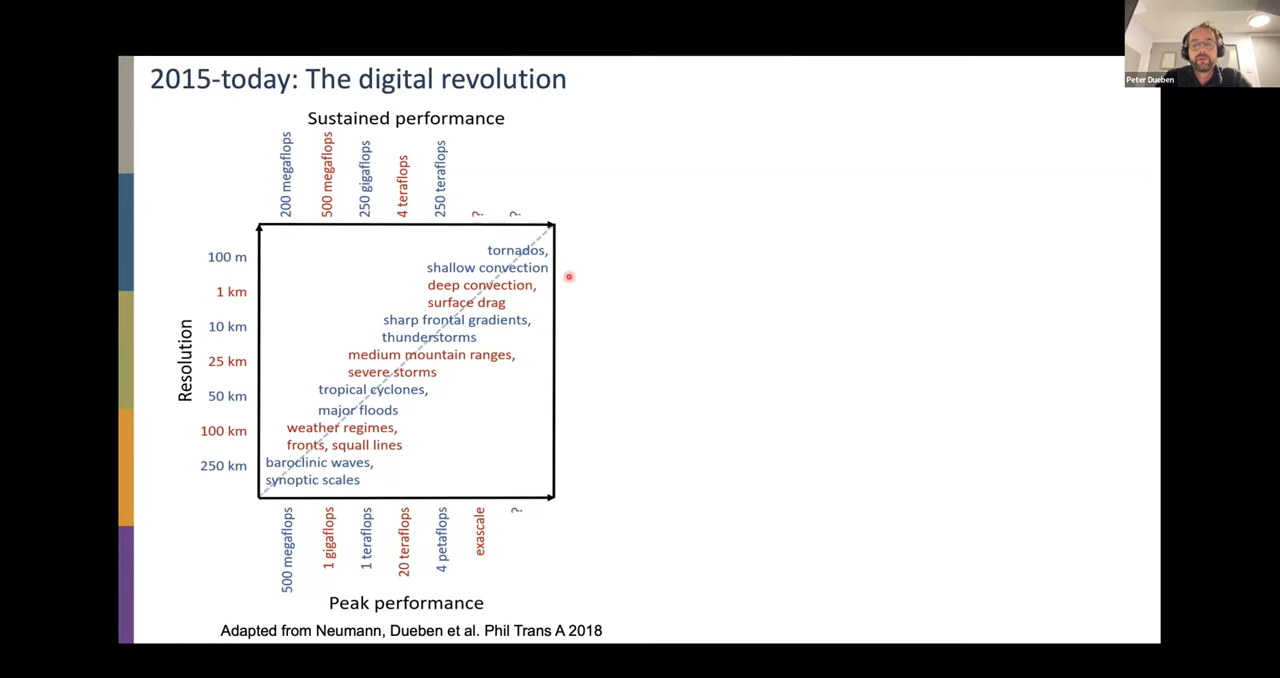 Peter Dueben
2015-today: The digital revolution
Sustained performance
200 megaflops
500 megaflops
250 gigaflops
4 teraflops
250 teraflops
?
?
Resolution
100 m
1 km
10 km
25 km
50 km
100 km
250 km
tornados,
shallow convection
deep convection,
surface drag
sharp frontal gradients,
thunderstorms
medium mountain ranges,
severe storms
tropical cyclones,
major floods
weather regimes,
fronts, squall lines
baroclinic waves,
synoptic scales
500 megaflops
1 gigaflops
1 teraflops
20 teraflops
4 petaflops
exascale
?
Peak performance
Adapted from Neumann, Dueben et al. Phil Trans A 2018